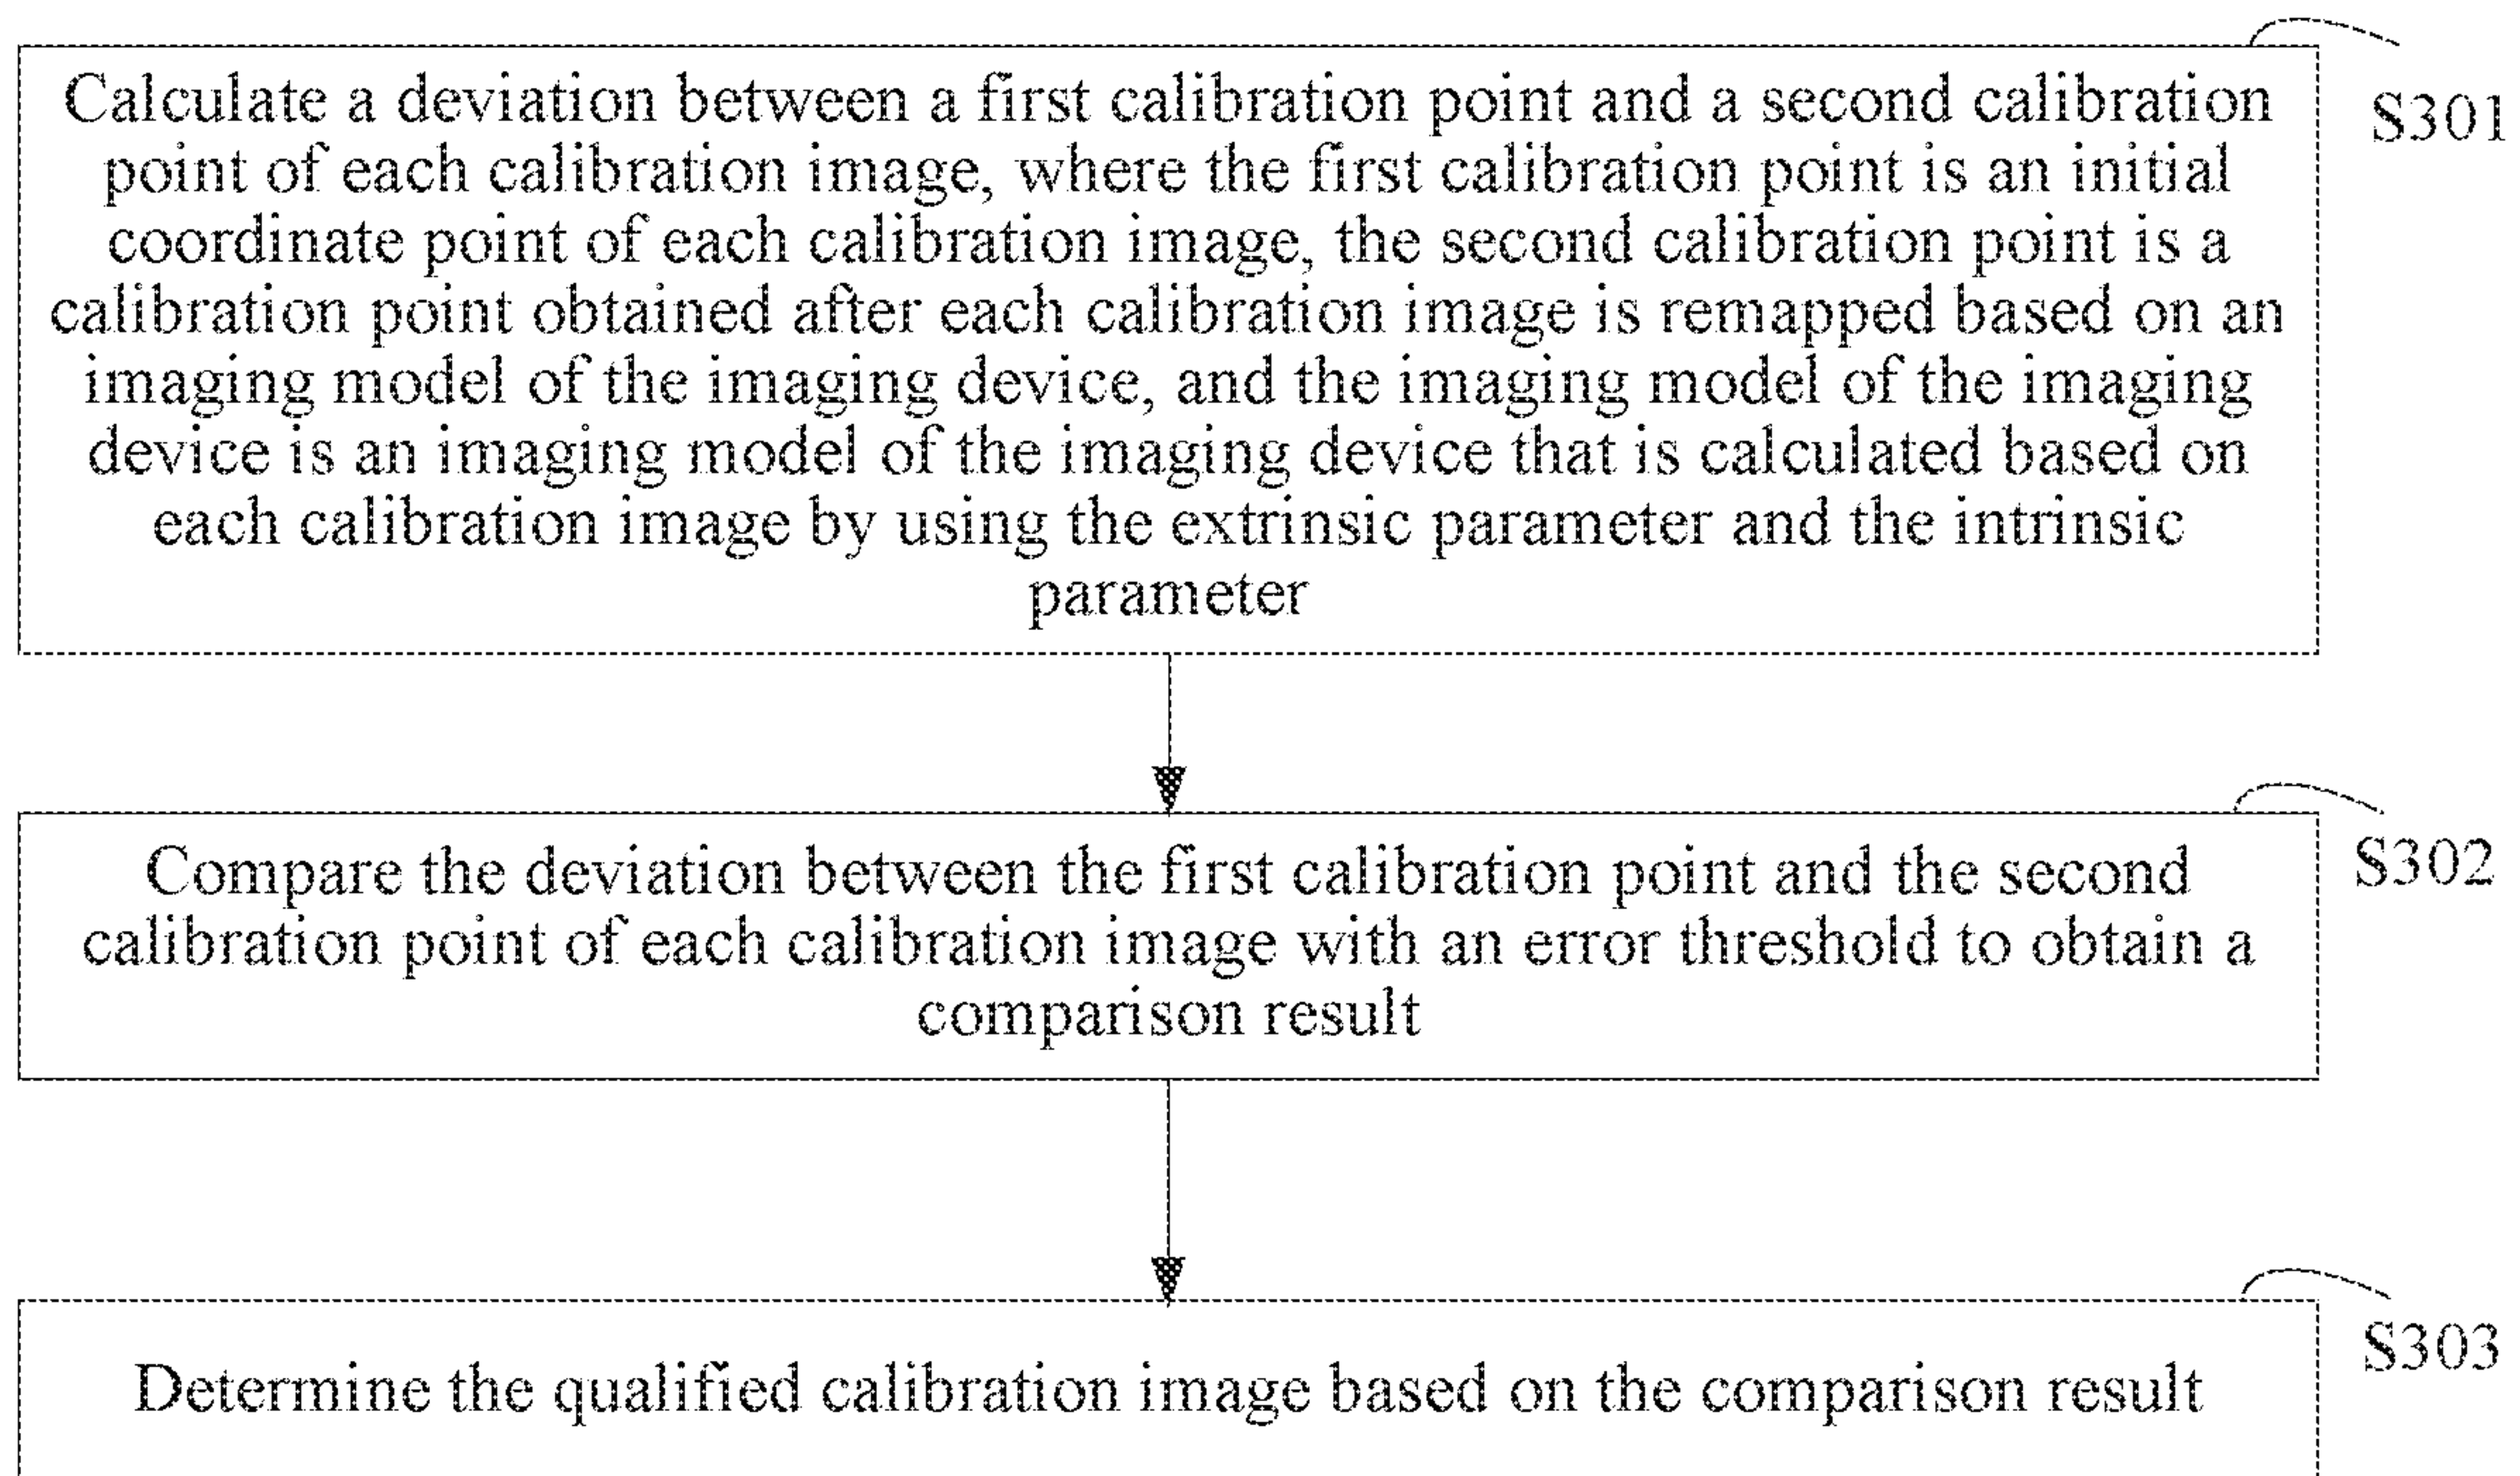 Calculate a deviation between a first calibration point and a second calibration
point of each calibration image, where the first calibration point is an initial
coordinate point of each calibration image, the second calibration point is a
calibration point obtained after each calibration image is remapped based on an
imaging model of the imaging device, and the imaging model of the imaging
device is an imaging model of the imaging device that is calculated based on
each calibration image by using the extrinsic parameter and the intrinsic
parameter
S301
Compare the deviation between the first calibration point and the second
calibration point of each calibration image with an error threshold to obtain a
comparison result
S302
Determine the qualified calibration image based on the comparison result
S303